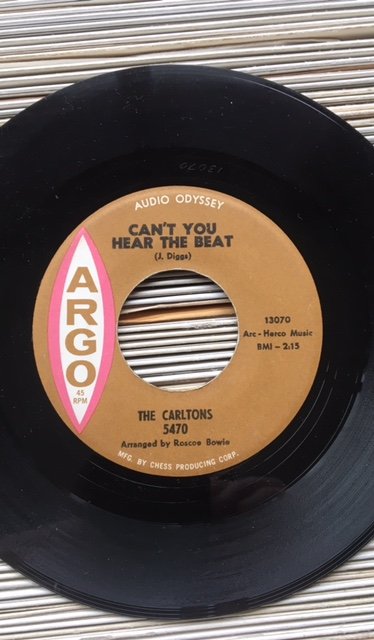 13070
AUDIO ODYSSEY
CAN'T YOU
HEAR THE BEAT
(J. Diggs)
ARGO
45
RPM
13070
Arc-Herco Music
BMI-2:15
THE CARLTONS
5470
Arranged by Roscoe Bowie
MFG. BY CHESS PRODUCING CORP.